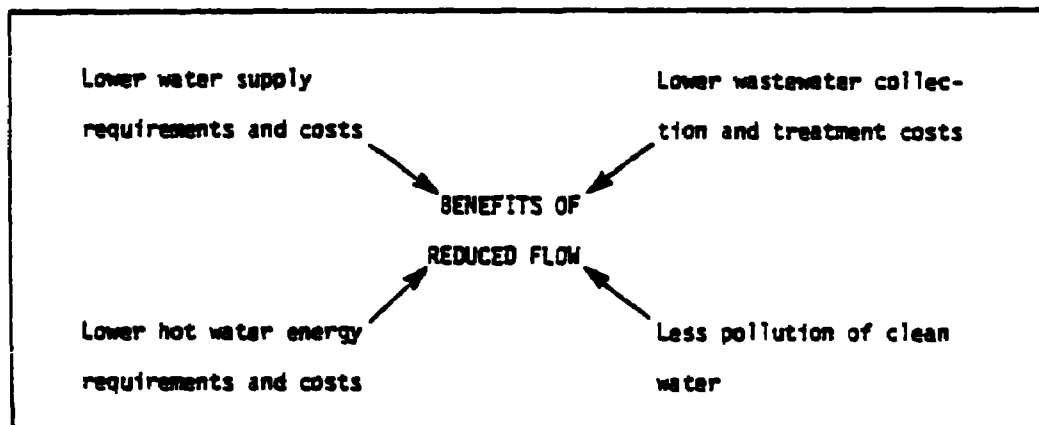 Lower water supply
requirements and costs
Lower wastewater collec-
tion and treatment costs
BENEFITS OF
REDUCED FLOW
Lower hot water energy
requirements and costs
Less pollution of clean
water